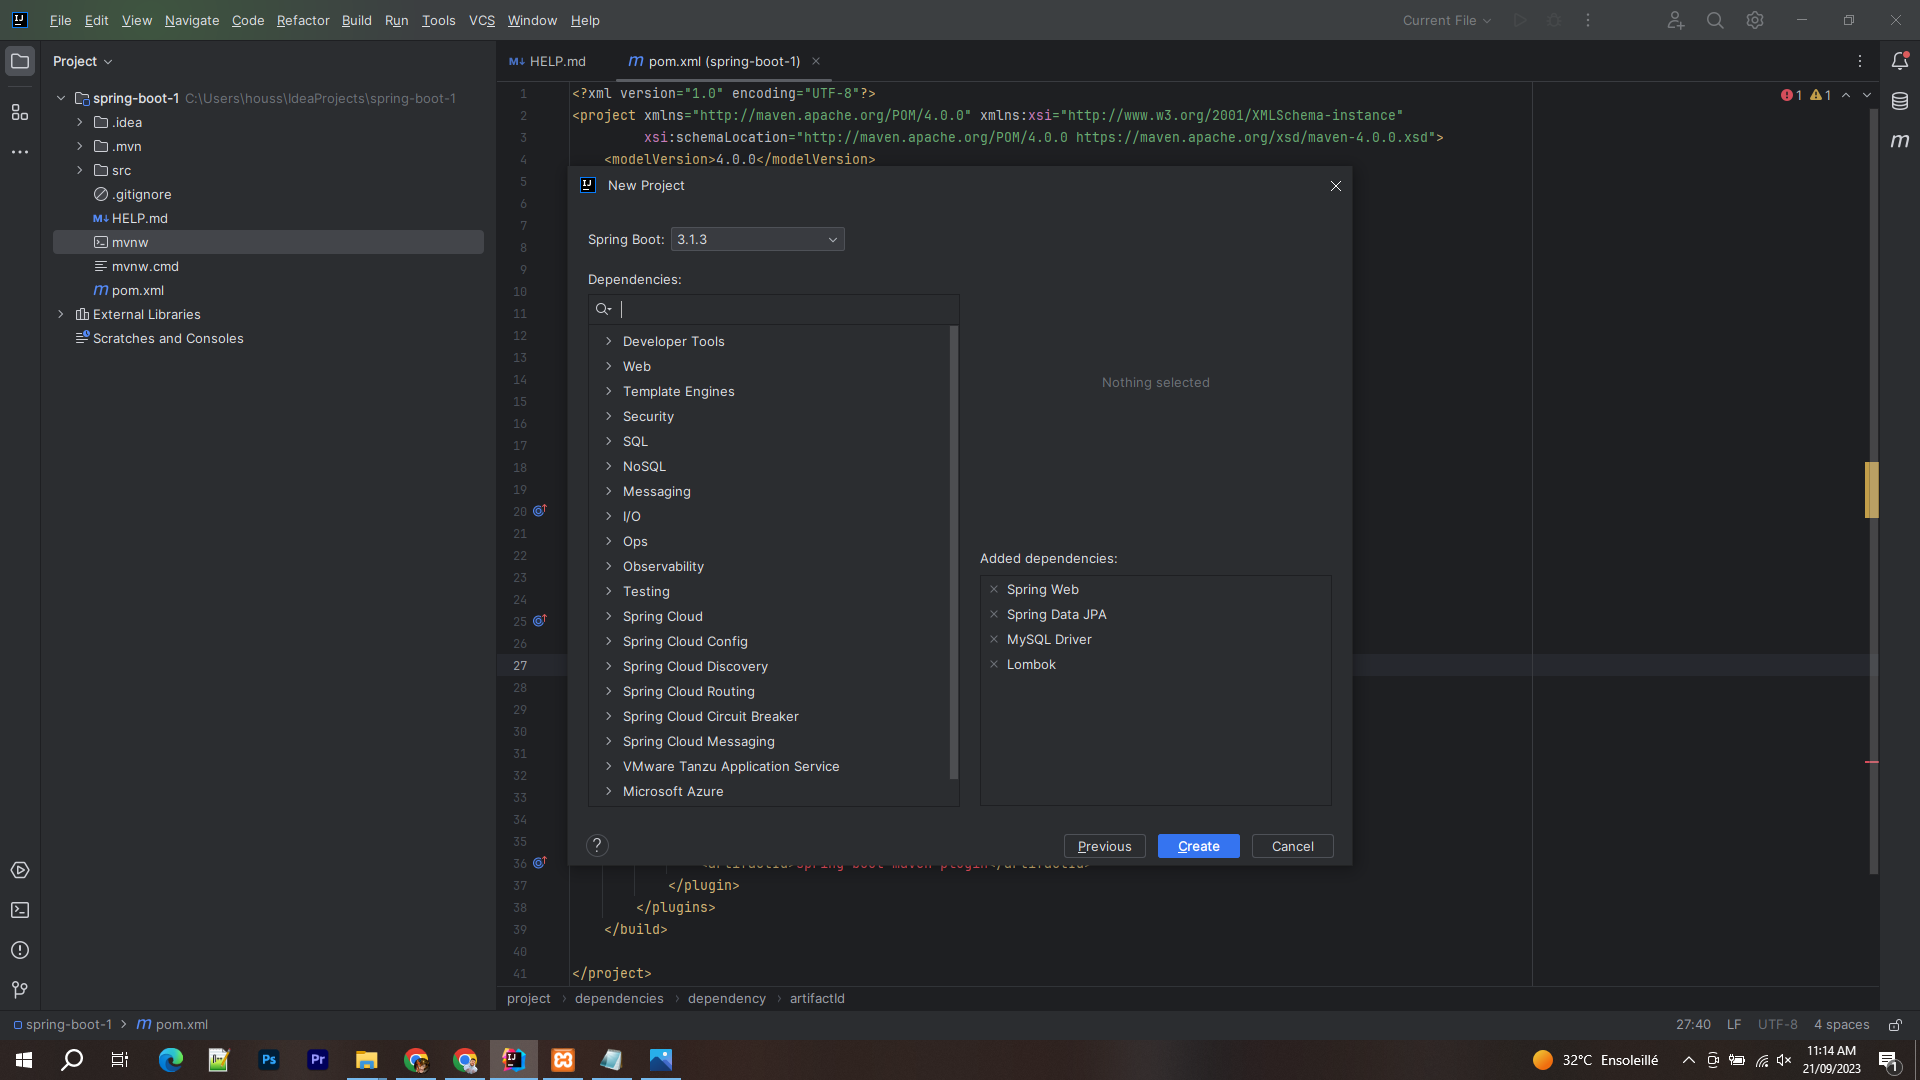 File Edit View Navigate Code Refactor Build Run Tools VCS Window Help
Current File
Project
HELP.md
pom.xml (spring-boot-1)
spring-boot-1 C:\Users\houss\IdeaProjects\spring-boot-1
.idea
.mvn
src
.gitignore
HELP.md
mvnw
mvnw.cmd
pom.xml
External Libraries
Scratches and Consoles
1 <?xml version="1.0" encoding="UTF-8"?>
2 <project xmlns="http://maven.apache.org/POM/4.0.0" xmlns:xsi="http://www.w3.org/2001/XMLSchema-instance"
3 xsi:schemaLocation="http://maven.apache.org/POM/4.0.0 https://maven.apache.org/xsd/maven-4.0.0.xsd">
4 <modelVersion>4.0.0</modelVersion>
1 1
5
6
7
8
9
10
11
12
13
14
15
16
17
18
19
20
21
22
23
24
25
26
27
28
29
30
31
32
33
34
35
36 <artifactId>spring-boot-maven-plugin</artifactId>
37 </plugin>
38 </plugins>
39 </build>
40
41 </project>
New Project
Spring Boot: 3.1.3
Dependencies:
Developer Tools
Web
Template Engines
Security
SQL
NoSQL
Messaging
I/O
Ops
Observability
Testing
Spring Cloud
Spring Cloud Config
Spring Cloud Discovery
Spring Cloud Routing
Spring Cloud Circuit Breaker
Spring Cloud Messaging
VMware Tanzu Application Service
Microsoft Azure
Nothing selected
Added dependencies:
Spring Web
Spring Data JPA
MySQL Driver
Lombok
? Previous Create Cancel
project dependencies dependency artifactId
spring-boot-1 pom.xml
27:40 LF UTF-8 4 spaces
Ps Pr
32°C Ensoleillé
11:14 AM
21/09/2023
1